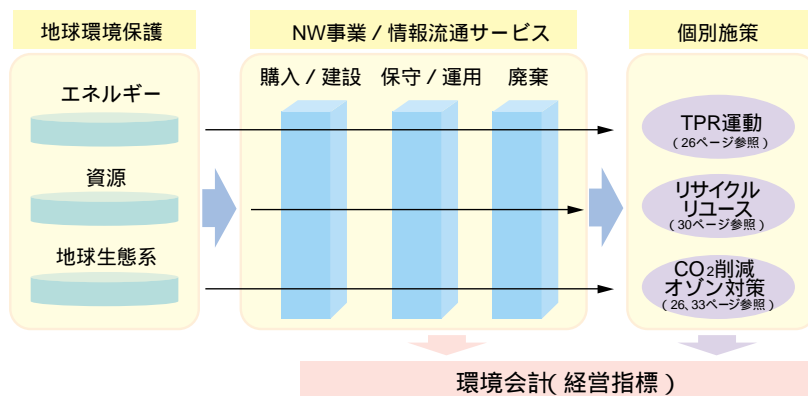 地球環境保護
NW事業 / 情報流通サービス
個別施策
エネルギー
資源
地球生態系
購入 / 建設
保守 / 運用
廃棄
TPR運動
（26ページ参照）
リサイクル
リユース
（30ページ参照）
CO₂削減
オゾン対策
（26、33ページ参照）
環境会計（経営指標）